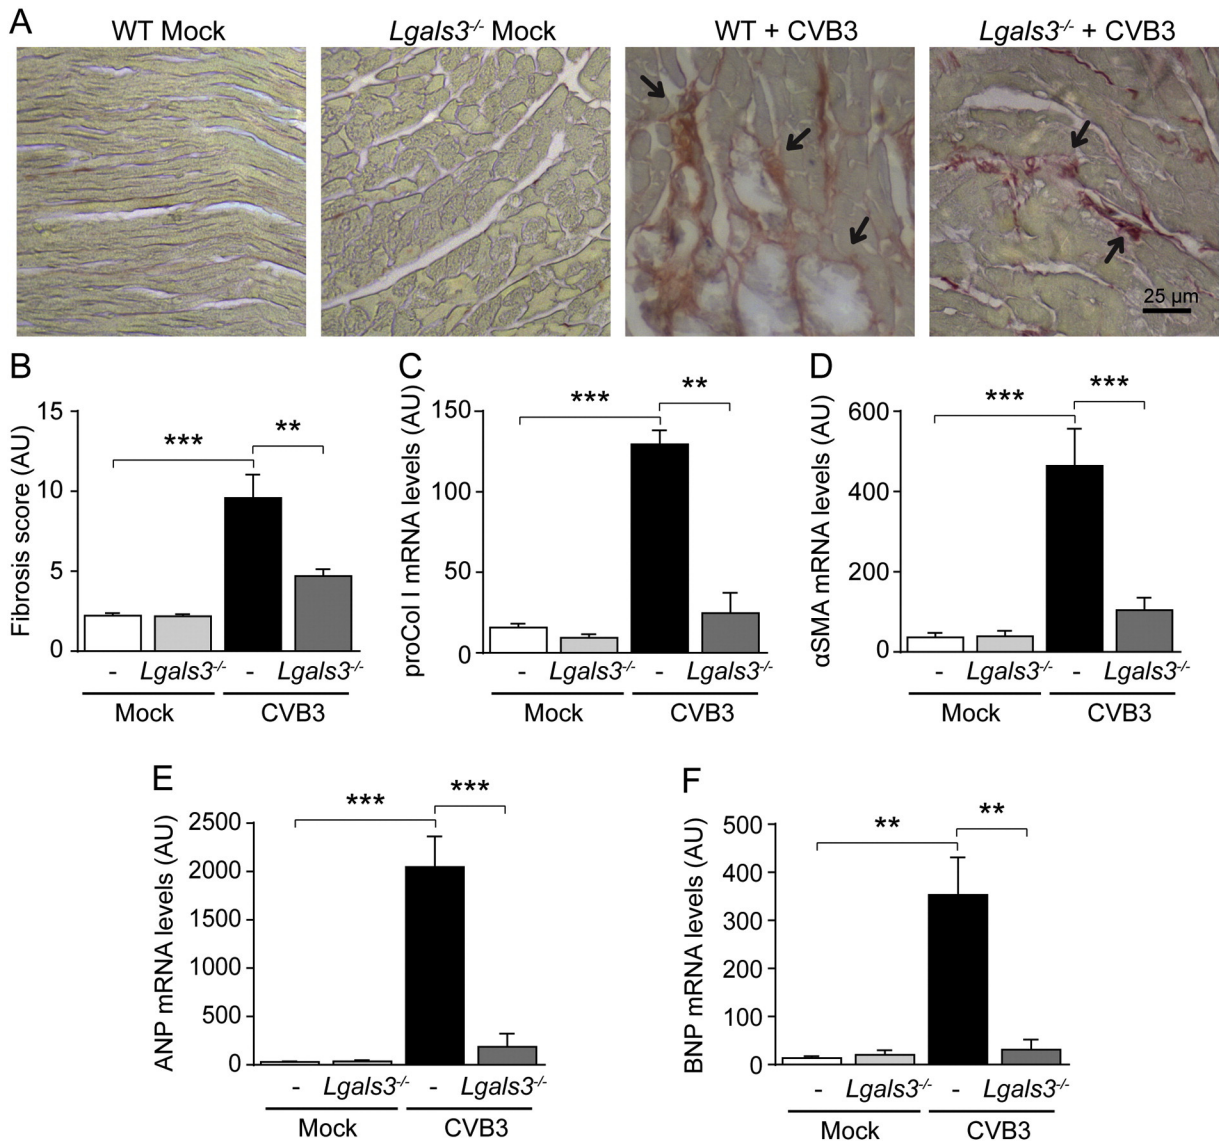 A
WT Mock
Lgals3-/- Mock
WT + CVB3
Lgals3-/- + CVB3
25 µm
B
Fibrosis score (AU)
15
10
5
0
***
**
- Lgals3-/- - Lgals3-/-
Mock CVB3
C
proCol I mRNA levels (AU)
150
100
50
0
***
**
- Lgals3-/- - Lgals3-/-
Mock CVB3
D
αSMA mRNA levels (AU)
600
400
200
0
***
***
- Lgals3-/- - Lgals3-/-
Mock CVB3
E
ANP mRNA levels (AU)
2500
2000
1500
1000
500
0
***
***
- Lgals3-/- - Lgals3-/-
Mock CVB3
F
BNP mRNA levels (AU)
500
400
300
200
100
0
**
**
- Lgals3-/- - Lgals3-/-
Mock CVB3